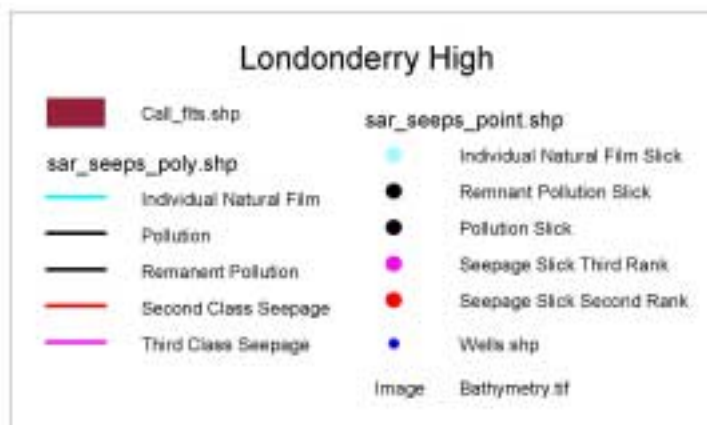 Londonderry High
Call_flts.shp
sar_seeps_poly.shp
Individual Natural Film
Pollution
Remanent Pollution
Second Class Seepage
Third Class Seepage
sar_seeps_point.shp
Individual Natural Film Slick
Remnant Pollution Slick
Pollution Slick
Seepage Slick Third Rank
Seepage Slick Second Rank
Wells.shp
Image Bathymetry.tif